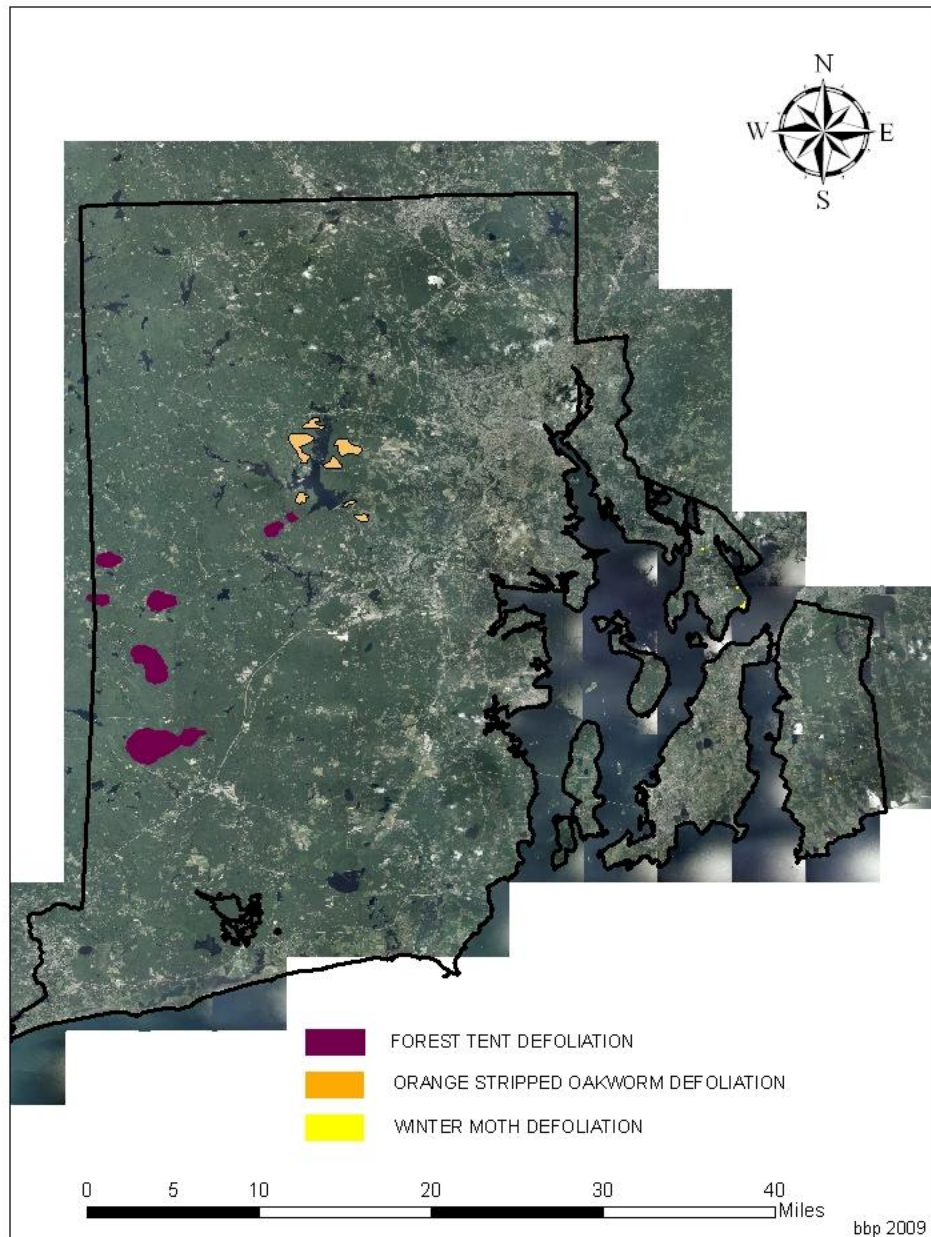 N
W E
S
FOREST TENT DEFOLIATION
ORANGE STRIPPED OAKWORM DEFOLIATION
WINTER MOTH DEFOLIATION
0 5 10 20 30 40
Miles
bbp 2009